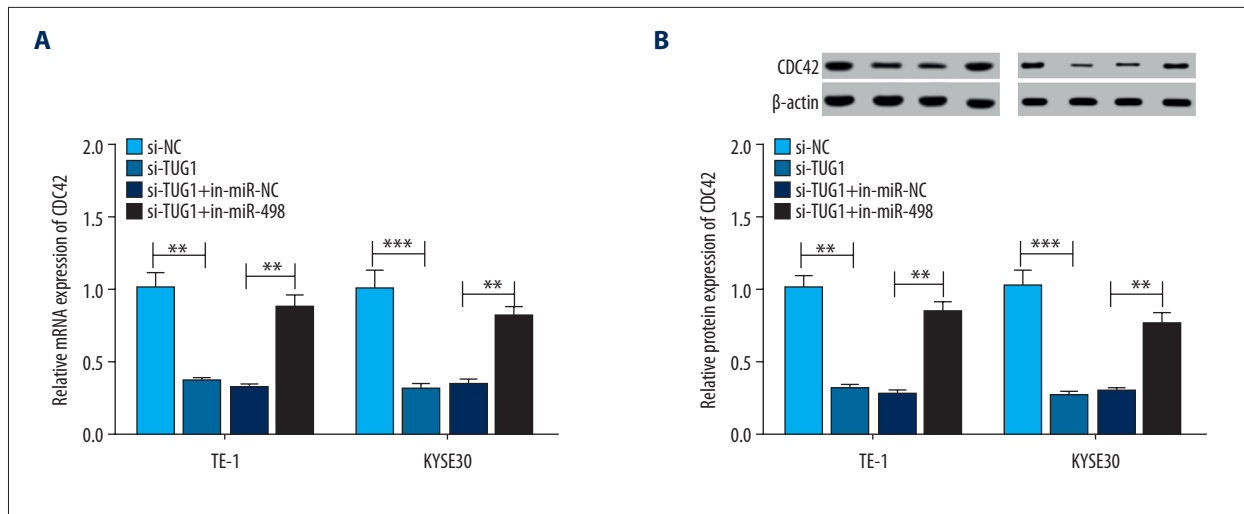 A
Relative mRNA expression of CDC42
2.0
1.5
1.0
0.5
0.0
si-NC
si-TUG1
si-TUG1+in-miR-NC
si-TUG1+in-miR-498
**
**
***
**
TE-1
KYSE30
B
CDC42
β-actin
Relative protein expression of CDC42
2.0
1.5
1.0
0.5
0.0
si-NC
si-TUG1
si-TUG1+in-miR-NC
si-TUG1+in-miR-498
**
**
***
**
TE-1
KYSE30